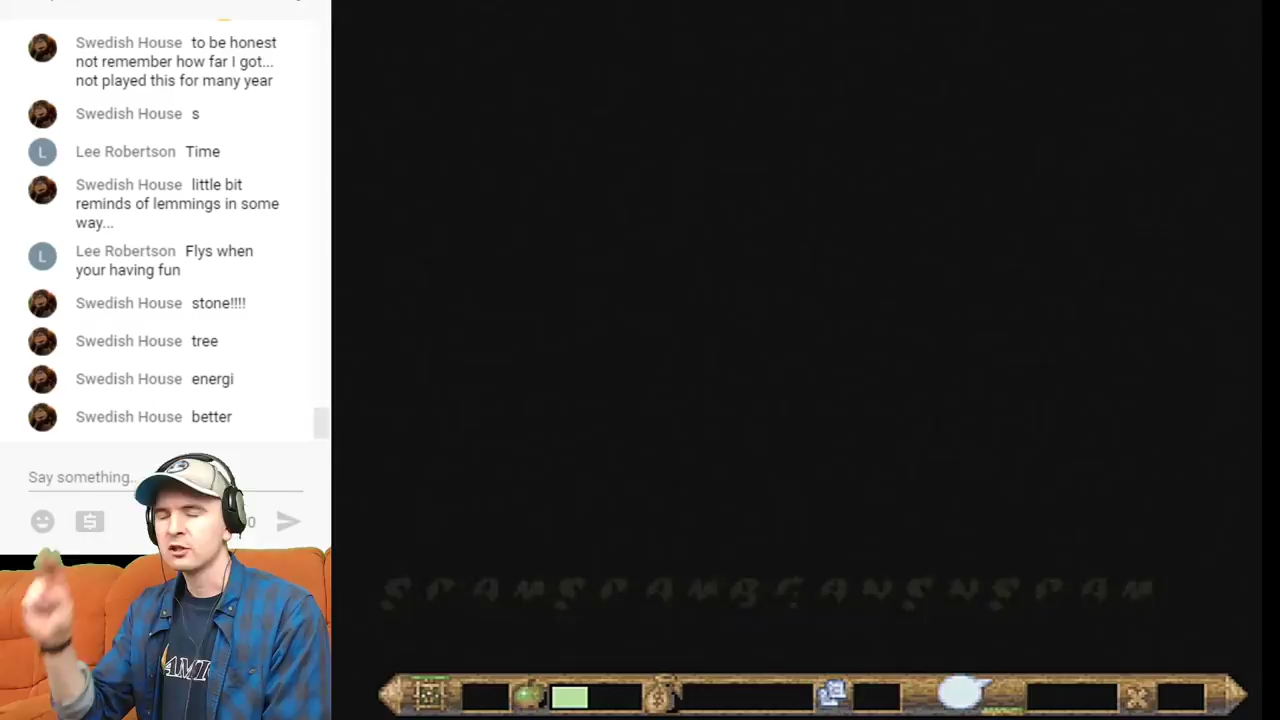 Swedish House to be honest
not remember how far I got...
not played this for many year
Swedish House s
L Lee Robertson Time
Swedish House little bit
reminds of lemmings in some
way...
L Lee Robertson Flys when
your having fun
Swedish House stone!!!!
Swedish House tree
Swedish House energi
Swedish House better
Say something..
0
SPAMSPAMBEANSNSPAM